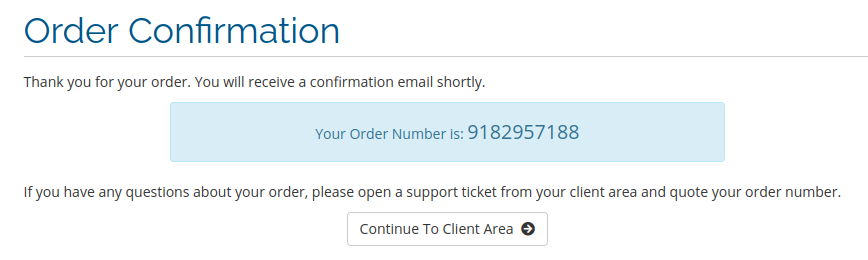 Order Confirmation
Thank you for your order. You will receive a confirmation email shortly.
Your Order Number is: 9182957188
If you have any questions about your order, please open a support ticket from your client area and quote your order number.
Continue To Client Area